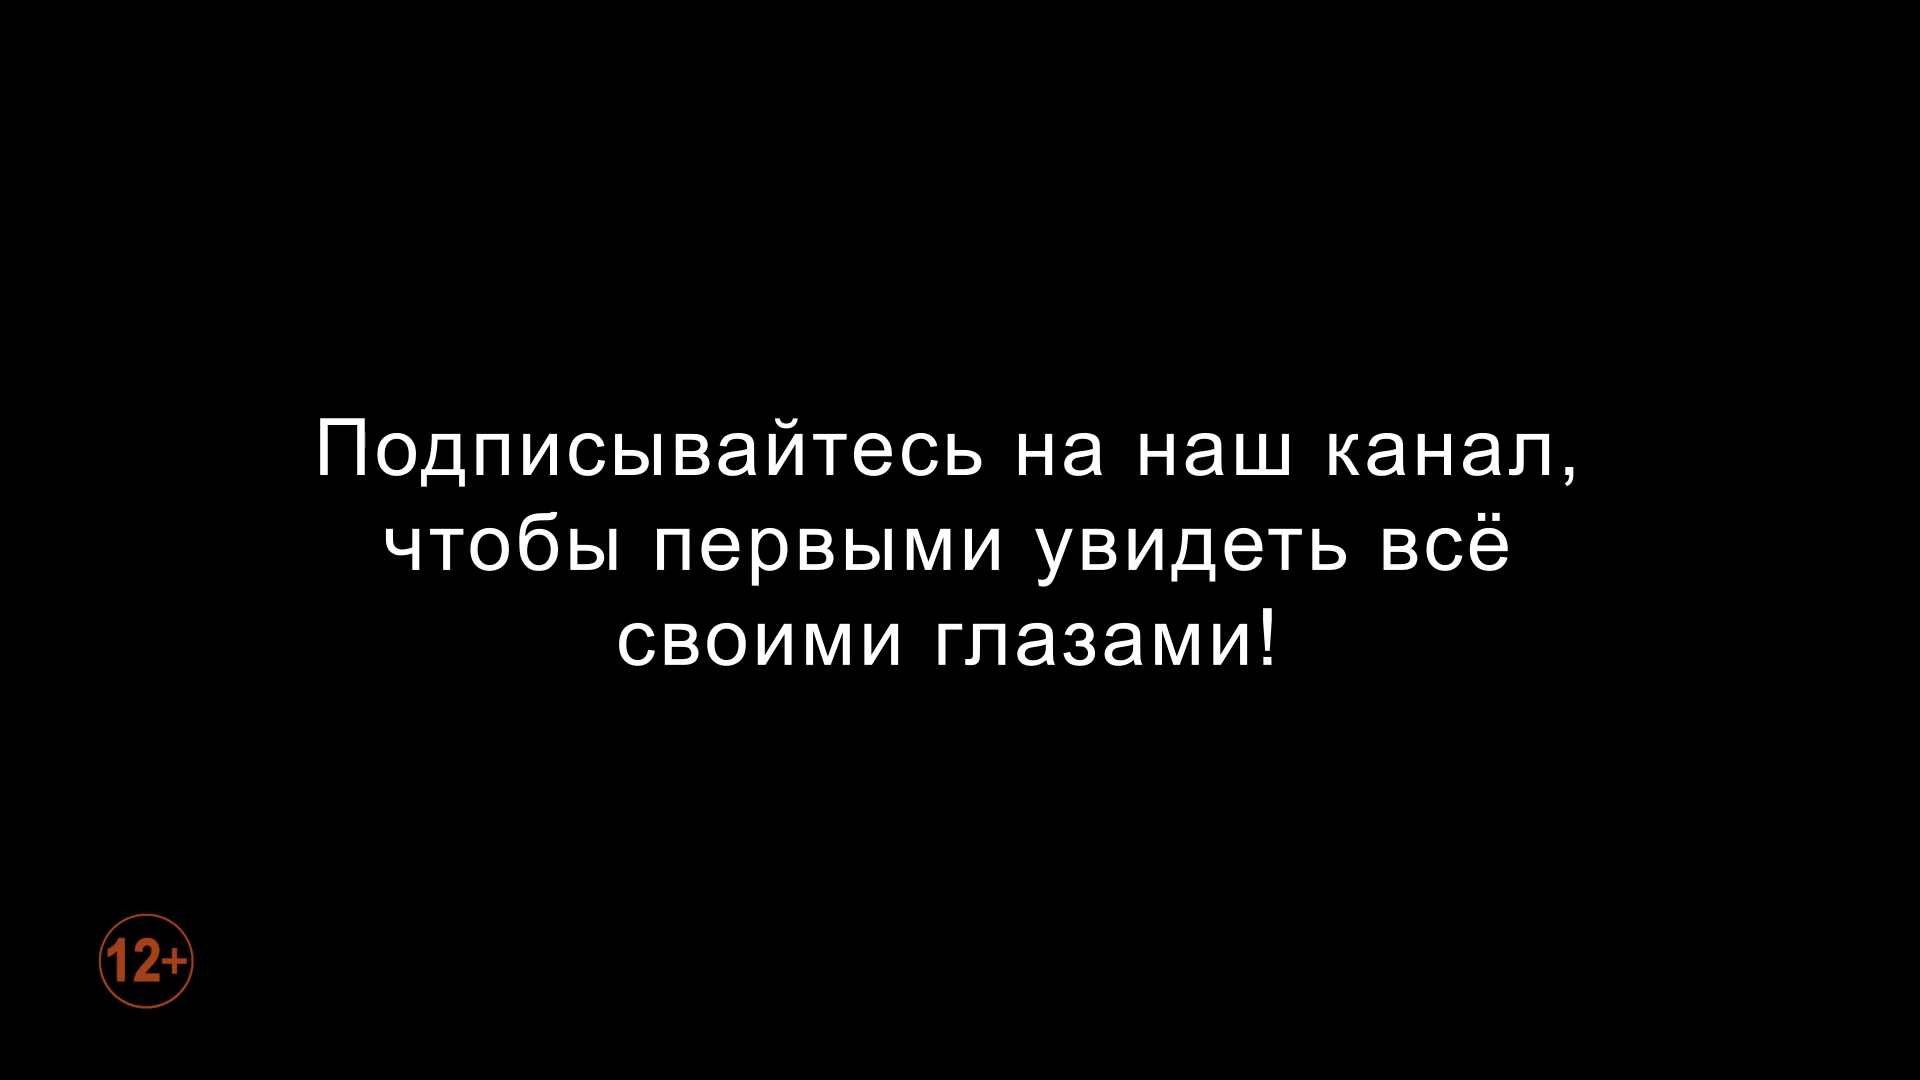 Подписывайтесь на наш канал,
чтобы первыми увидеть всё
своими глазами!
12+